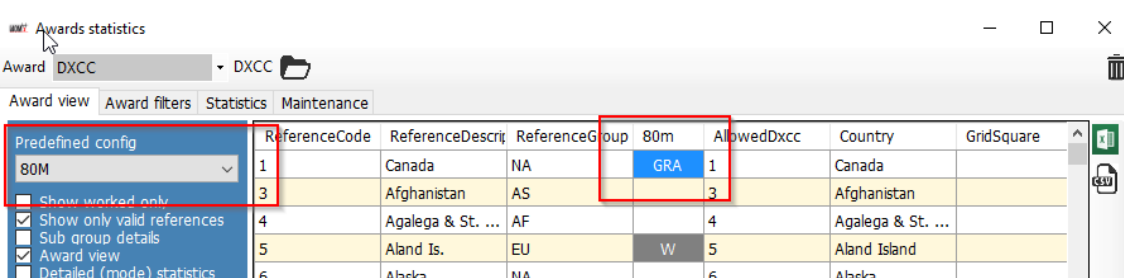 Awards statistics
Award DXCC DXCC
Award view Award filters Statistics Maintenance
Predefined config
80M
Show worked only
Show only valid references
Sub group details
Award view
Detailed (mode) statistics
ReferenceCode ReferenceDescrip ReferenceGroup 80m AllowedDxcc Country GridSquare
1 Canada NA GRA 1 Canada
3 Afghanistan AS 3 Afghanistan
4 Agalega & St. ... AF 4 Agalega & St. ...
5 Aland Is. EU W 5 Aland Island
6 Alaska NA 6 Alaska
CSV